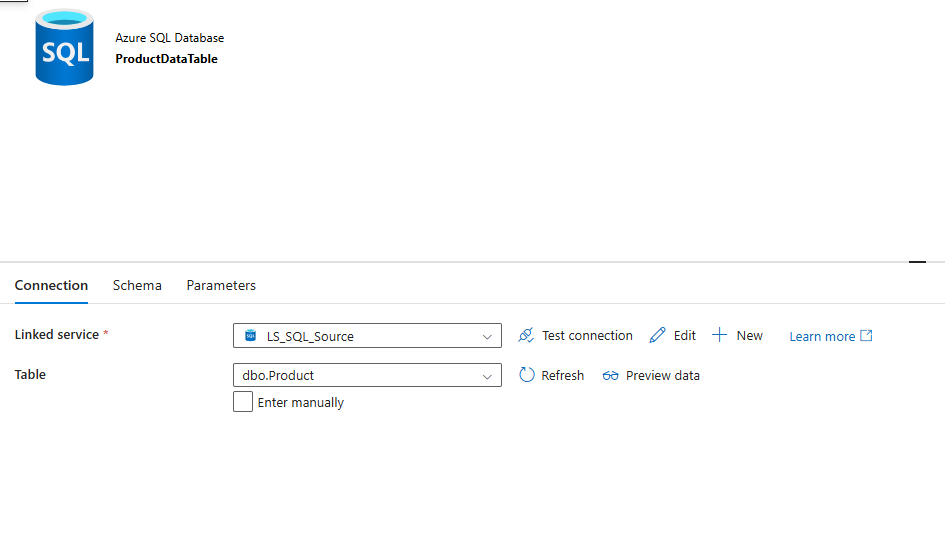 SQL
Azure SQL Database
ProductDataTable
Connection Schema Parameters
Linked service * LS_SQL_Source Test connection Edit New Learn more
Table dbo.Product Refresh Preview data
Enter manually